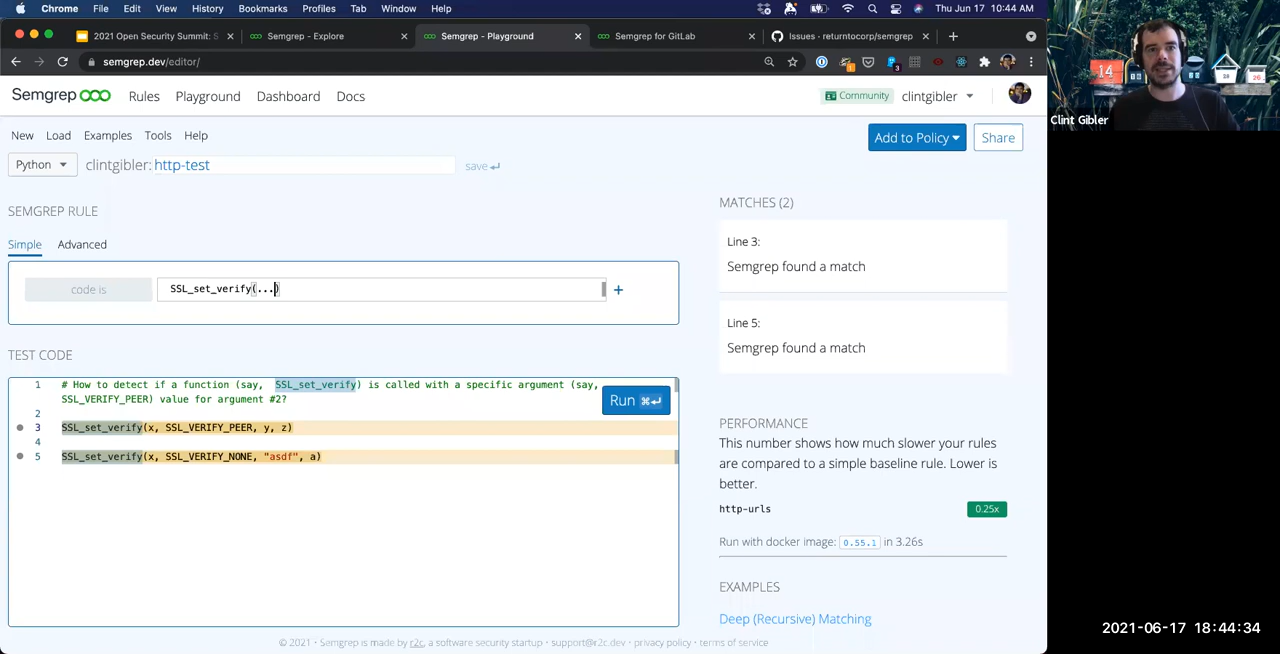 Chrome File Edit View History Bookmarks Profiles Tab Window Help
Thu Jun 17 10:44 AM
2021 Open Security Summit: S
Semgrep - Explore
Semgrep - Playground
Semgrep for GitLab
Issues · returntocorp/semgrep
semgrep.dev/editor/
Semgrep Rules Playground Dashboard Docs
Community clintgibler
New Load Examples Tools Help
Add to Policy Share
Python clintgibler: http-test save
SEMGREP RULE
Simple Advanced
code is SSL_set_verify(...)
TEST CODE
1 # How to detect if a function (say, SSL_set_verify) is called with a specific argument (say,
SSL_VERIFY_PEER) value for argument #2?
Run
2
3 SSL_set_verify(x, SSL_VERIFY_PEER, y, z)
4
5 SSL_set_verify(x, SSL_VERIFY_NONE, "asdf", a)
MATCHES (2)
Line 3:
Semgrep found a match
Line 5:
Semgrep found a match
PERFORMANCE
This number shows how much slower your rules
are compared to a simple baseline rule. Lower is
better.
http-urls 0.25x
Run with docker image: 0.55.1 in 3.26s
EXAMPLES
Deep (Recursive) Matching
© 2021 · Semgrep is made by r2c, a software security startup · support@r2c.dev · privacy policy · terms of service
14
Clint Gibler
2021-06-17 18:44:34